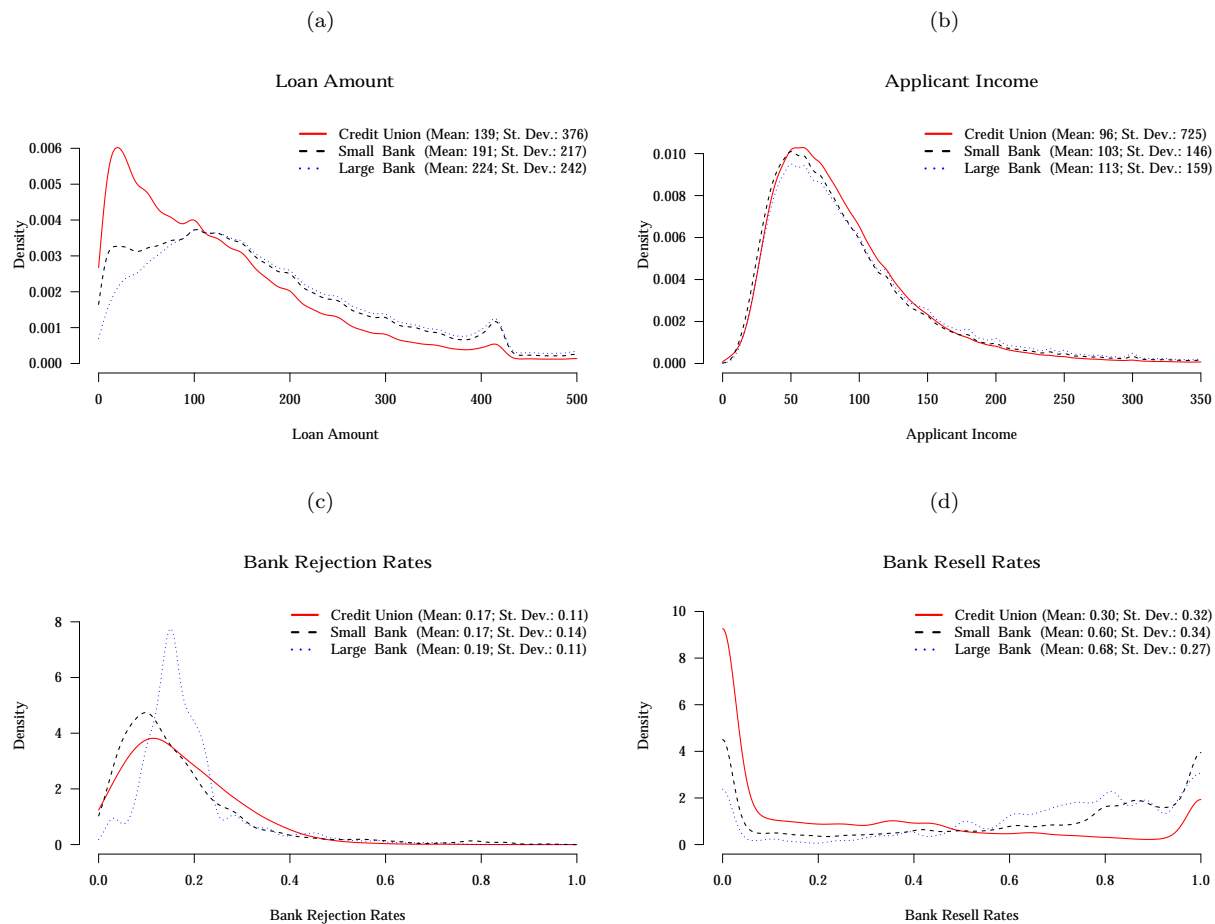 (a)
Loan Amount
Credit Union (Mean: 139; St. Dev.: 376)
Small Bank (Mean: 191; St. Dev.: 217)
Large Bank (Mean: 224; St. Dev.: 242)
Density
0.006
0.005
0.004
0.003
0.002
0.001
0.000
0 100 200 300 400 500
Loan Amount
(b)
Applicant Income
Credit Union (Mean: 96; St. Dev.: 725)
Small Bank (Mean: 103; St. Dev.: 146)
Large Bank (Mean: 113; St. Dev.: 159)
Density
0.010
0.008
0.006
0.004
0.002
0.000
0 50 100 150 200 250 300 350
Applicant Income
(c)
Bank Rejection Rates
Credit Union (Mean: 0.17; St. Dev.: 0.11)
Small Bank (Mean: 0.17; St. Dev.: 0.14)
Large Bank (Mean: 0.19; St. Dev.: 0.11)
Density
8
6
4
2
0
0.0 0.2 0.4 0.6 0.8 1.0
Bank Rejection Rates
(d)
Bank Resell Rates
Credit Union (Mean: 0.30; St. Dev.: 0.32)
Small Bank (Mean: 0.60; St. Dev.: 0.34)
Large Bank (Mean: 0.68; St. Dev.: 0.27)
Density
10
8
6
4
2
0
0.0 0.2 0.4 0.6 0.8 1.0
Bank Resell Rates